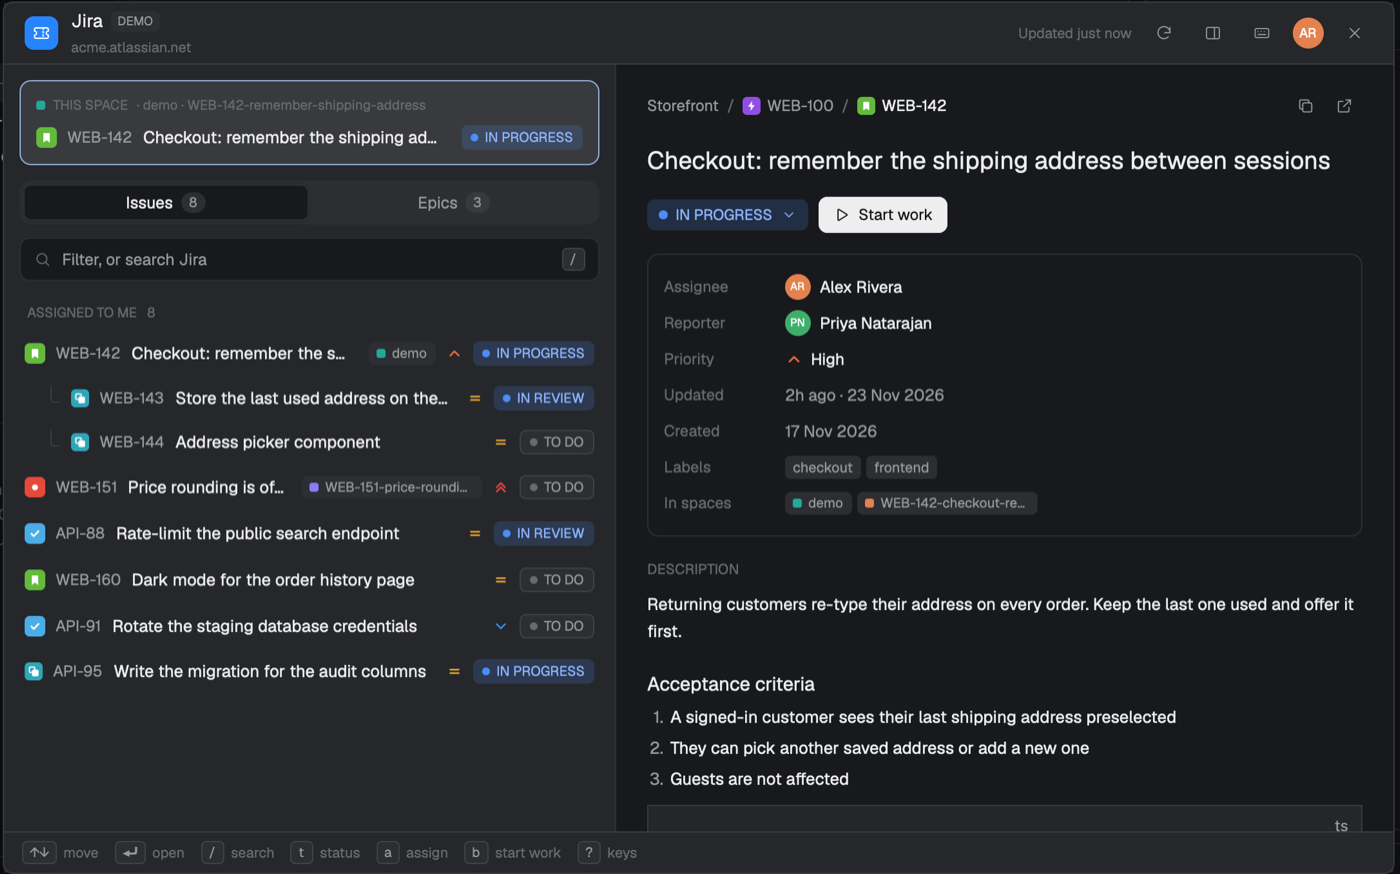 Jira DEMO
acme.atlassian.net
Updated just now
AR
THIS SPACE · demo · WEB-142-remember-shipping-address
WEB-142 Checkout: remember the shipping ad... IN PROGRESS
Issues 8
Epics 3
Filter, or search Jira /
ASSIGNED TO ME 8
WEB-142 Checkout: remember the s... demo IN PROGRESS
WEB-143 Store the last used address on the... IN REVIEW
WEB-144 Address picker component TO DO
WEB-151 Price rounding is of... WEB-151-price-roundi... TO DO
API-88 Rate-limit the public search endpoint IN REVIEW
WEB-160 Dark mode for the order history page TO DO
API-91 Rotate the staging database credentials TO DO
API-95 Write the migration for the audit columns IN PROGRESS
Storefront / WEB-100 / WEB-142
Checkout: remember the shipping address between sessions
IN PROGRESS Start work
Assignee AR Alex Rivera
Reporter PN Priya Natarajan
Priority High
Updated 2h ago · 23 Nov 2026
Created 17 Nov 2026
Labels checkout frontend
In spaces demo WEB-142-checkout-re...
DESCRIPTION
Returning customers re-type their address on every order. Keep the last one used and offer it
first.
Acceptance criteria
1. A signed-in customer sees their last shipping address preselected
2. They can pick another saved address or add a new one
3. Guests are not affected
ts
move open / search t status a assign b start work ? keys